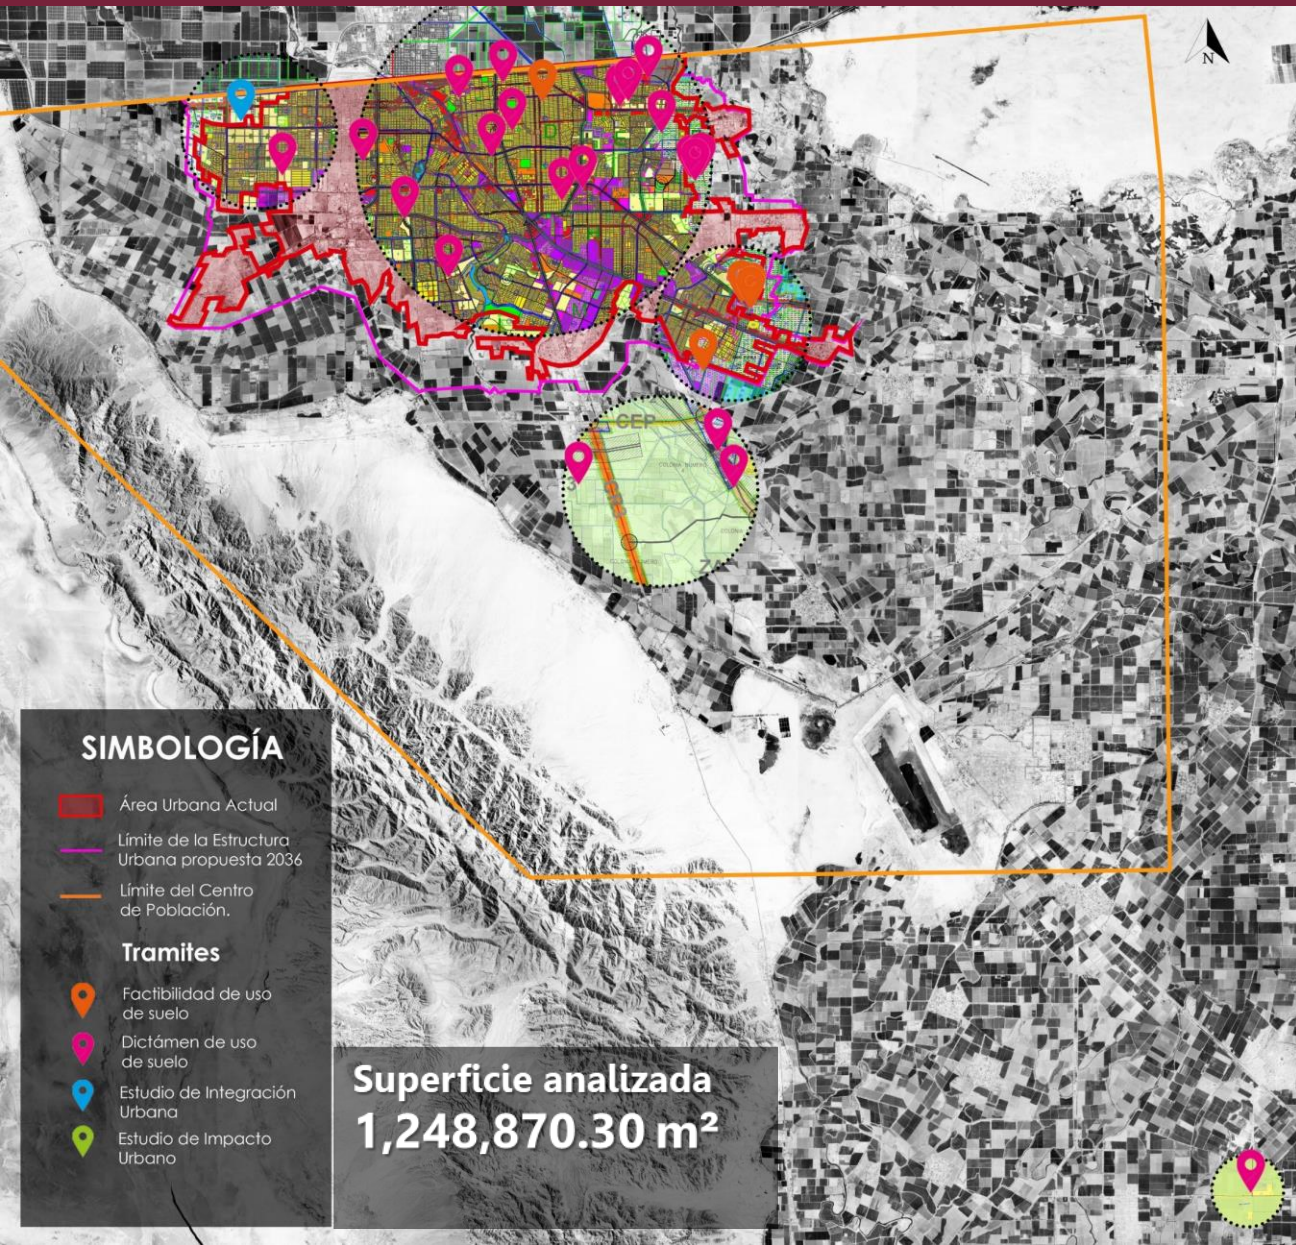 N
CEP
SIMBOLOGÍA
Área Urbana Actual
Límite de la Estructura
Urbana propuesta 2036
Límite del Centro
de Población.
Tramites
Factibilidad de uso
de suelo
Dictámen de uso
de suelo
Estudio de Integración
Urbana
Estudio de Impacto
Urbano
Superficie analizada
1,248,870.30 m²